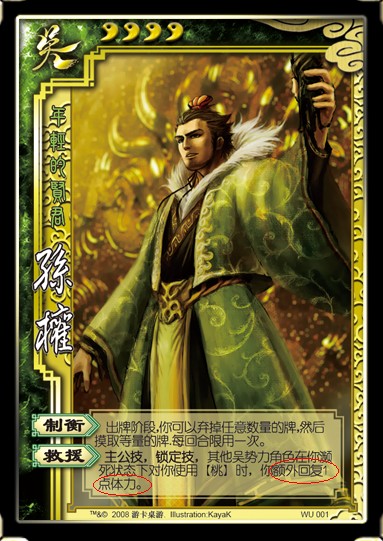 吴
年輕的賢君
孫權
制衡
出牌阶段,你可以弃掉任意数量的牌,然后
摸取等量的牌.每回合限用一次。
救援
主公技，锁定技，其他吴势力角色在你濒
死状态下对你使用【桃】时，你额外回复1
点体力。
™&© 2008 游卡桌游. Illustration:KayaK
WU 001